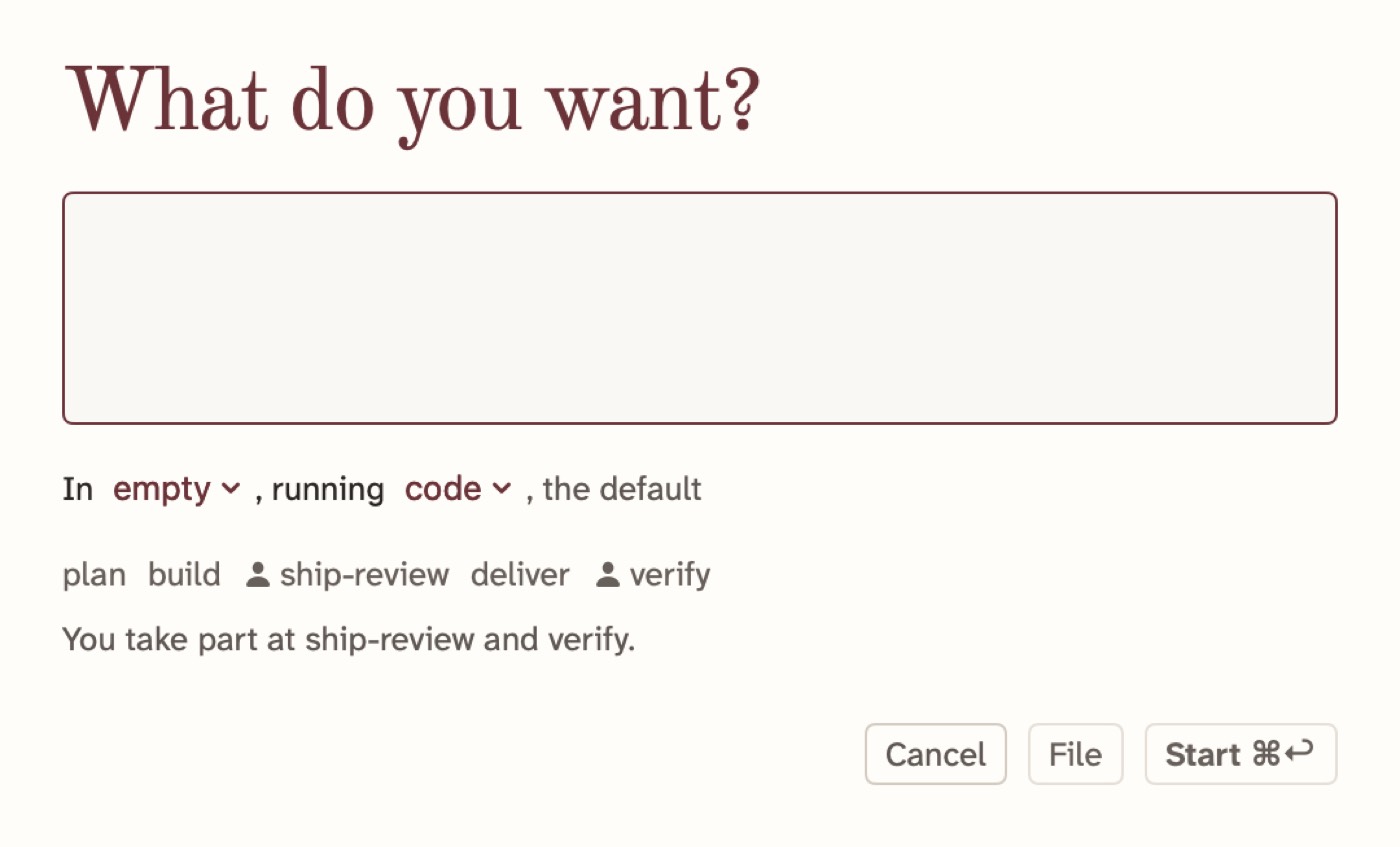 What do you want?
In empty , running code , the default
plan build ship-review deliver verify
You take part at ship-review and verify.
Cancel File Start ⌘↩